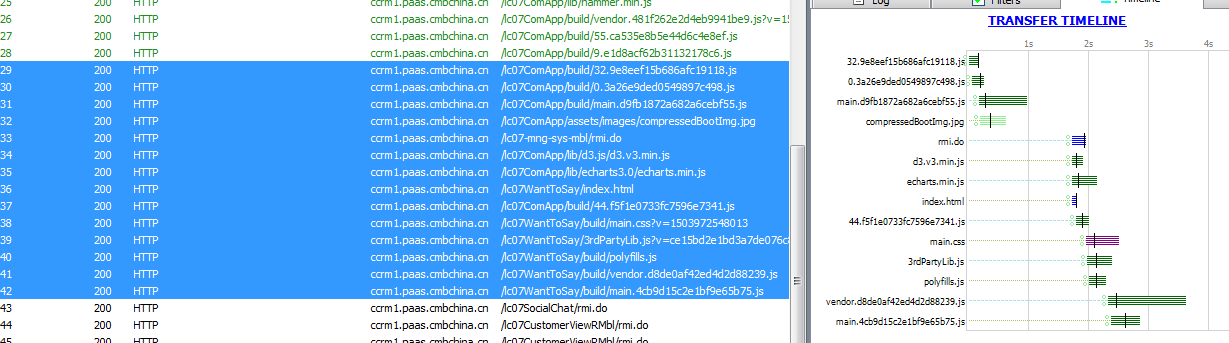 25 200 HTTP ccrm1.paas.cmbchina.cn /lc07ComApp/lib/hammer.min.js
/lc07ComApp/build/vendor.481f262e2d4eb9941be9.js?v=15
27 200 HTTP ccrm1.paas.cmbchina.cn /lc07ComApp/build/55.ca535e8b5e44d6c4e8ef.js
28 200 HTTP ccrm1.paas.cmbchina.cn /lc07ComApp/build/9.e1d8acf62b31132178c6.js
29 200 HTTP ccrm1.paas.cmbchina.cn /lc07ComApp/build/32.9e8eef15b686afc19118.js
30 200 HTTP ccrm1.paas.cmbchina.cn /lc07ComApp/build/0.3a26e9ded0549897c498.js
31 200 HTTP ccrm1.paas.cmbchina.cn /lc07ComApp/build/main.d9fb1872a682a6cebf55.js
32 200 HTTP ccrm1.paas.cmbchina.cn /lc07ComApp/assets/images/compressedBootImg.jpg
33 200 HTTP ccrm1.paas.cmbchina.cn /lc07-mng-sys-mbl/rmi.do
34 200 HTTP ccrm1.paas.cmbchina.cn /lc07ComApp/lib/d3.js/d3.v3.min.js
35 200 HTTP ccrm1.paas.cmbchina.cn /lc07ComApp/lib/echarts3.0/echarts.min.js
36 200 HTTP ccrm1.paas.cmbchina.cn /lc07WantToSay/index.html
37 200 HTTP ccrm1.paas.cmbchina.cn /lc07ComApp/build/44.f5f1e0733fc7596e7341.js
38 200 HTTP ccrm1.paas.cmbchina.cn /lc07WantToSay/build/main.css?v=1503972548013
39 200 HTTP ccrm1.paas.cmbchina.cn /lc07WantToSay/3rdPartyLib.js?v=ce15bd2e1bd3a7de076c
40 200 HTTP ccrm1.paas.cmbchina.cn /lc07WantToSay/build/polyfills.js
41 200 HTTP ccrm1.paas.cmbchina.cn /lc07WantToSay/build/vendor.d8de0af42ed4d2d88239.js
42 200 HTTP ccrm1.paas.cmbchina.cn /lc07WantToSay/build/main.4cb9d15c2e1bf9e65b75.js
43 200 HTTP ccrm1.paas.cmbchina.cn /lc07SocialChat/rmi.do
44 200 HTTP ccrm1.paas.cmbchina.cn /lc07CustomerViewRMbl/rmi.do
45 200 HTTP ccrm1.paas.cmbchina.cn /lc07CustomerViewRMbl/rmi.do
Log Filters Timeline
TRANSFER TIMELINE
1s 2s 3s 4s
32.9e8eef15b686afc19118.js
0.3a26e9ded0549897c498.js
main.d9fb1872a682a6cebf55.js
compressedBootImg.jpg
rmi.do
d3.v3.min.js
echarts.min.js
index.html
44.f5f1e0733fc7596e7341.js
main.css
3rdPartyLib.js
polyfills.js
vendor.d8de0af42ed4d2d88239.js
main.4cb9d15c2e1bf9e65b75.js